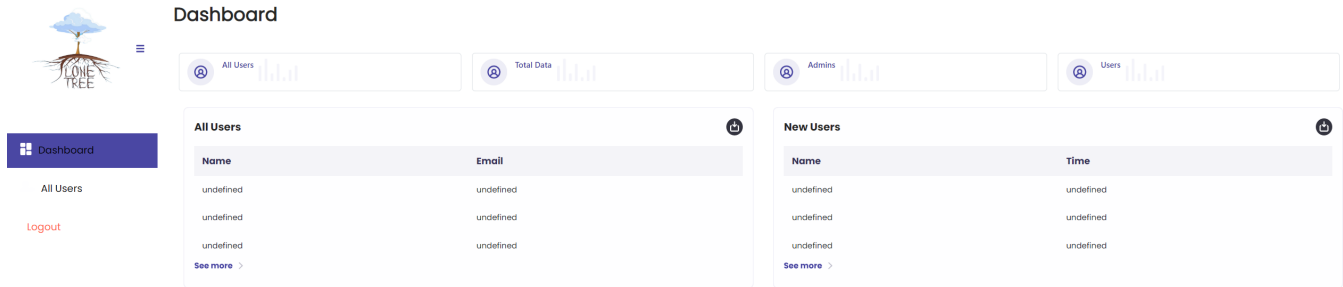 Dashboard
LONE
TREE
All Users
Total Data
Admins
Users
Dashboard
All Users
Logout
All Users
Name Email
undefined undefined
undefined undefined
undefined undefined
See more
New Users
Name Time
undefined undefined
undefined undefined
undefined undefined
See more